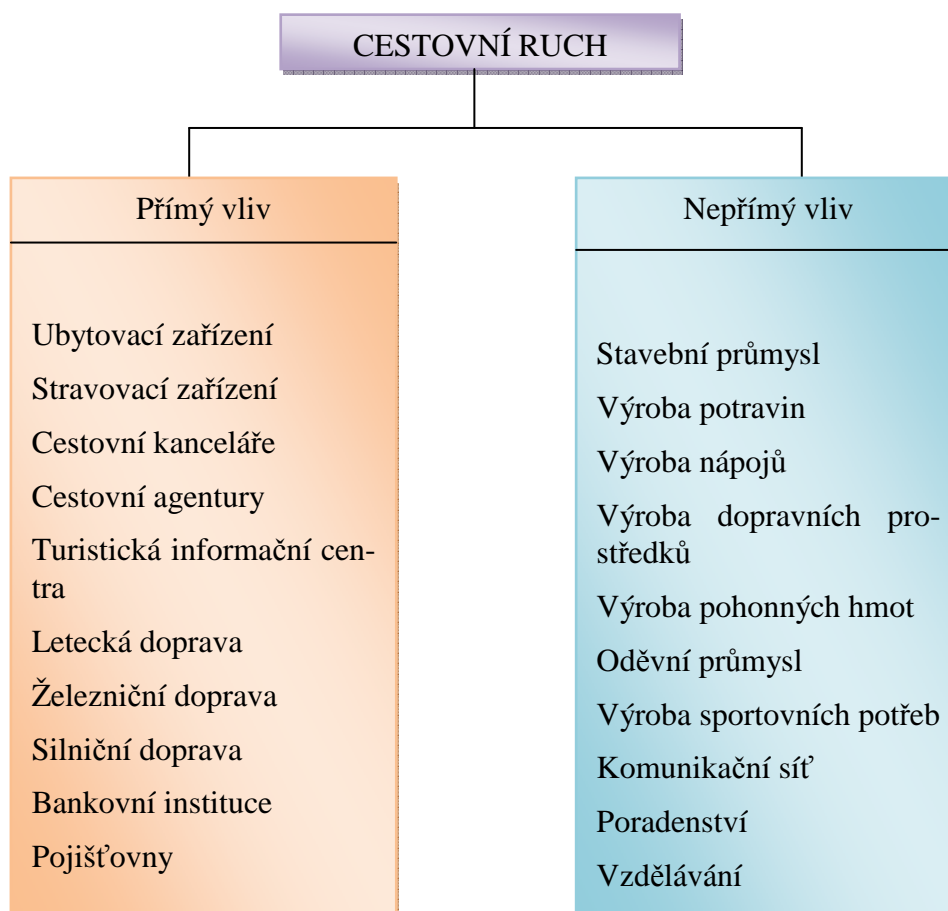 CESTOVNÍ RUCH
Přímý vliv
Ubytovací zařízení
Stravovací zařízení
Cestovní kanceláře
Cestovní agentury
Turistická informační cen-
tra
Letecká doprava
Železniční doprava
Silniční doprava
Bankovní instituce
Pojišťovny
Nepřímý vliv
Stavební průmysl
Výroba potravin
Výroba nápojů
Výroba dopravních pro-
středků
Výroba pohonných hmot
Oděvní průmysl
Výroba sportovních potřeb
Komunikační síť
Poradenství
Vzdělávání